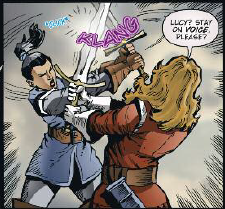 KLANG
LUCY? STAY
ON VOICE,
PLEASE?